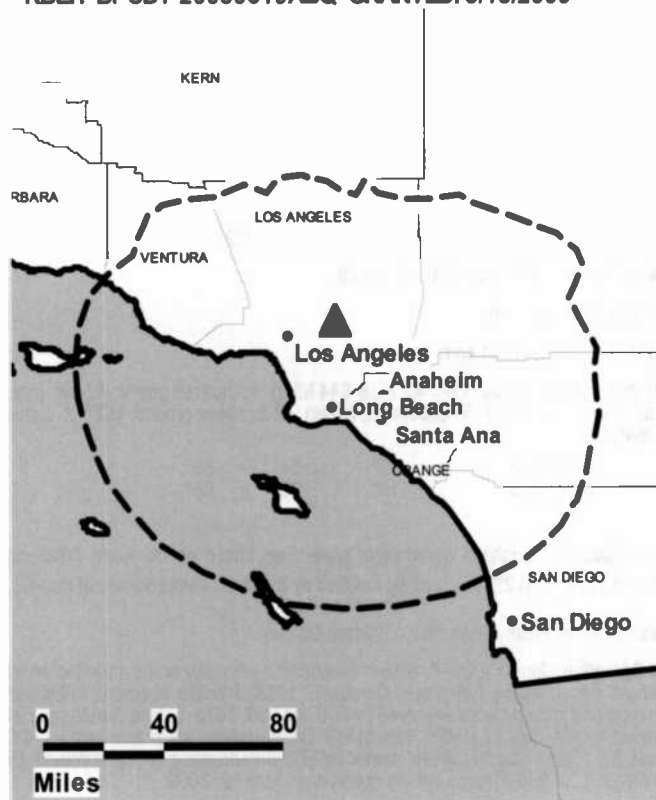 KERN
RBARA
LOS ANGELES
VENTURA
Los Angeles
Anaheim
Long Beach
Santa Ana
ORANGE
SAN DIEGO
San Diego
0 40 80
Miles